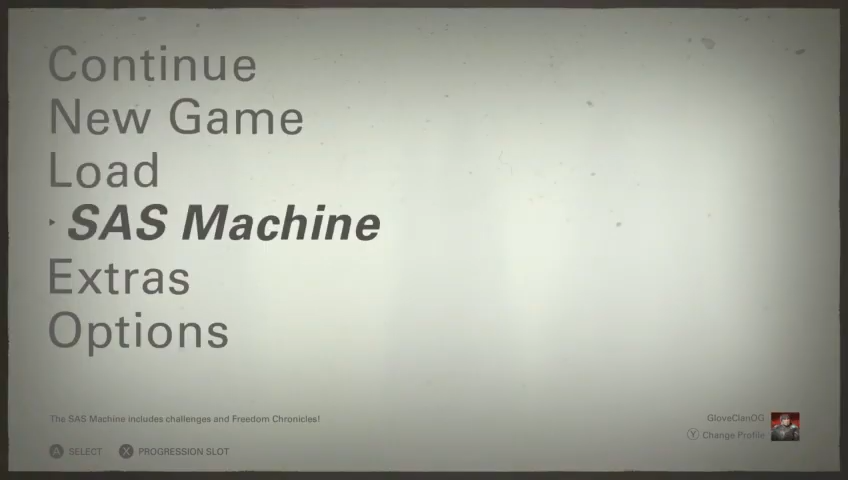 Continue
New Game
Load
SAS Machine
Extras
Options
The SAS Machine includes challenges and Freedom Chronicles!
GloveClanOG
Y Change Profile
A SELECT X PROGRESSION SLOT